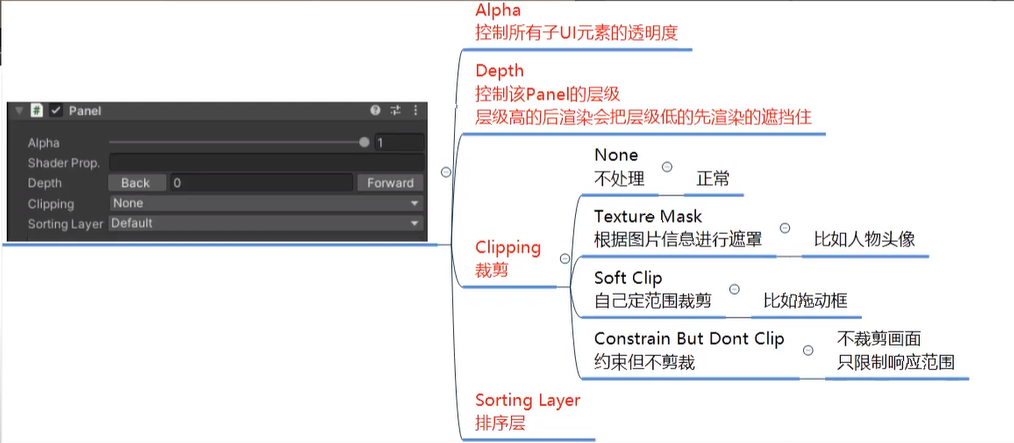 Panel
Alpha
1
Shader Prop.
Depth
Back
0
Forward
Clipping
None
Sorting Layer
Default
Alpha
控制所有子UI元素的透明度
Depth
控制该Panel的层级
层级高的后渲染会把层级低的先渲染的遮挡住
Clipping
裁剪
None
不处理
正常
Texture Mask
根据图片信息进行遮罩
比如人物头像
Soft Clip
自己定范围裁剪
比如拖动框
Constrain But Dont Clip
约束但不剪裁
不裁剪画面
只限制响应范围
Sorting Layer
排序层